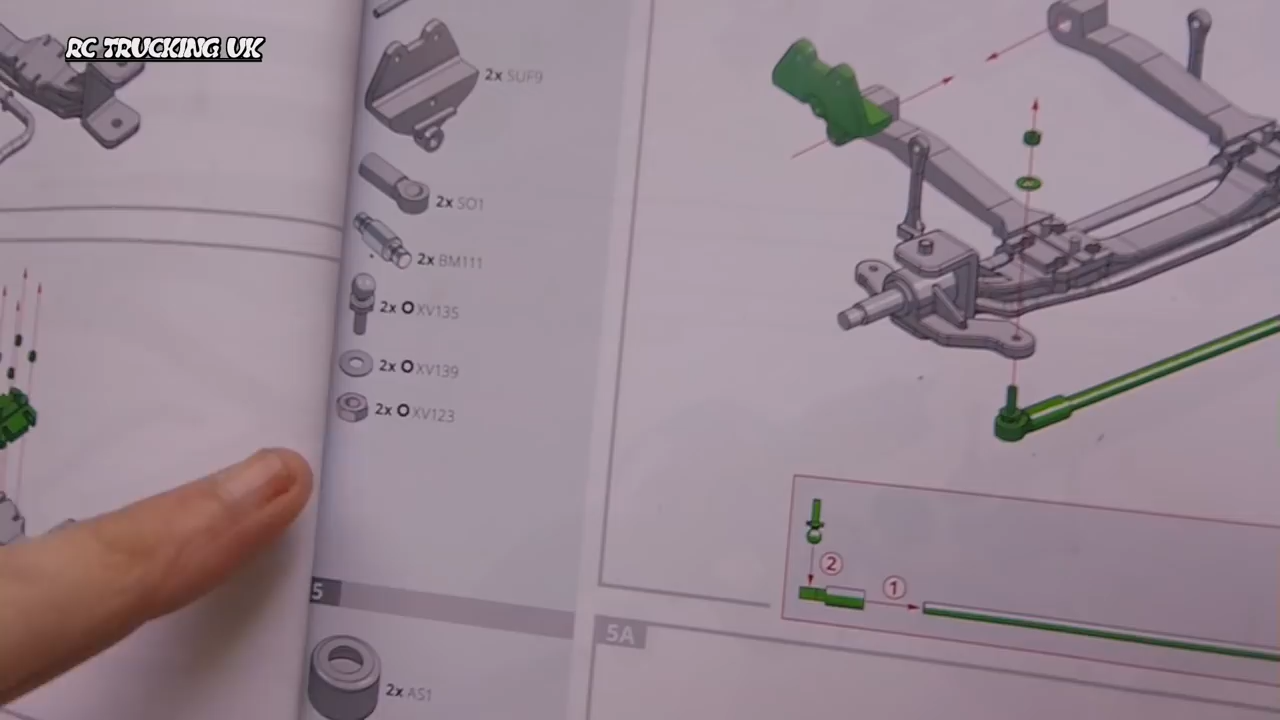 RC TRUCKING UK
2x SUF9
2x SO1
2x BM111
2x XV135
2x XV139
2x XV123
5
2x AS1
2
1
5A